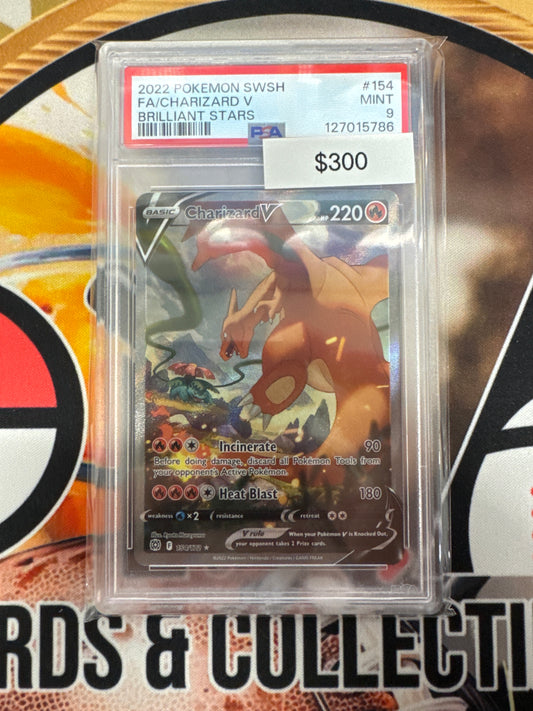 2022 POKEMON SWSH #154
FA/CHARIZARD V MINT
BRILLIANT STARS 9
PSA 127015786
$300
BASIC Charizard V HP 220
Incinerate 90
Before doing damage, discard all Pokémon Tools from
your opponent's Active Pokémon.
Heat Blast 180
weakness ×2 resistance retreat
V rule When your Pokémon V is Knocked Out,
your opponent takes 2 Prize cards.
F 154/172 ★
©2022 Pokémon / Nintendo / Creatures / GAME FREAK
RDS & COLLECTI